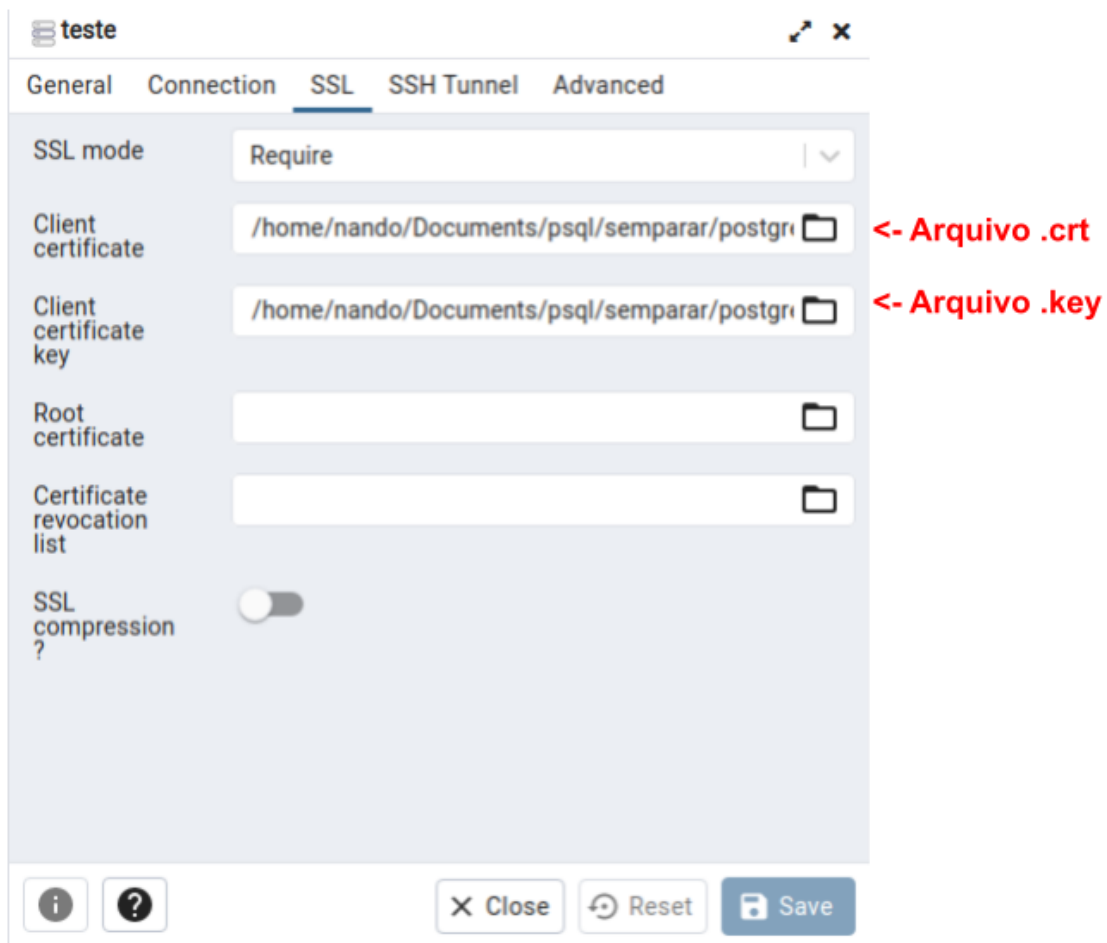 teste
General Connection SSL SSH Tunnel Advanced
SSL mode
Require
Client
certificate
/home/nando/Documents/psql/semparar/postgr
<- Arquivo .crt
Client
certificate
key
/home/nando/Documents/psql/semparar/postgr
<- Arquivo .key
Root
certificate
Certificate
revocation
list
SSL
compression
?
Close Reset Save